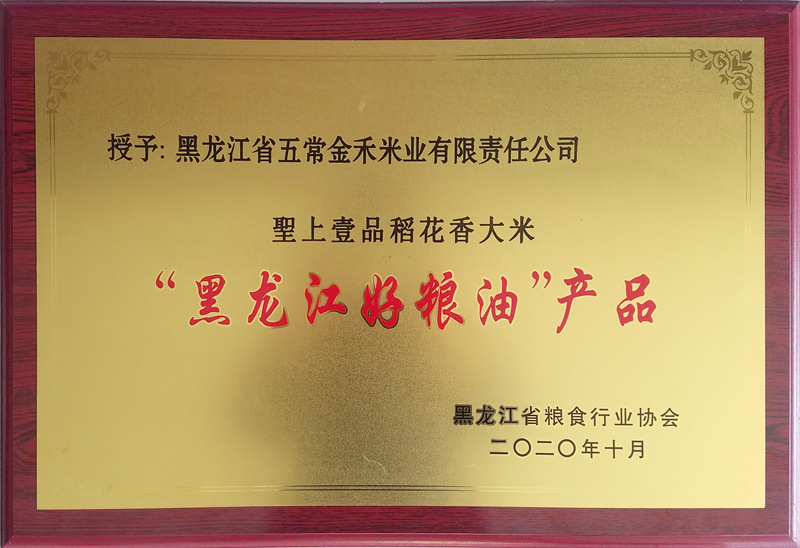 授予:黑龙江省五常金禾米业有限责任公司
聖上壹品稻花香大米
“黑龙江好粮油”产品
黑龙江省粮食行业协会
二〇二〇年十月